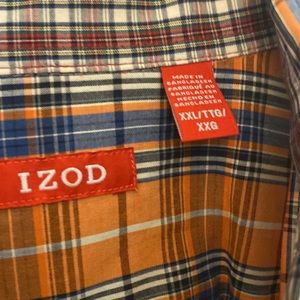 MADE IN
BANGLADESH
FABRIQUÉ AU
BANGLADESH
HECHO EN
BANGLADESH
XXL/TTG/
XXG
IZOD